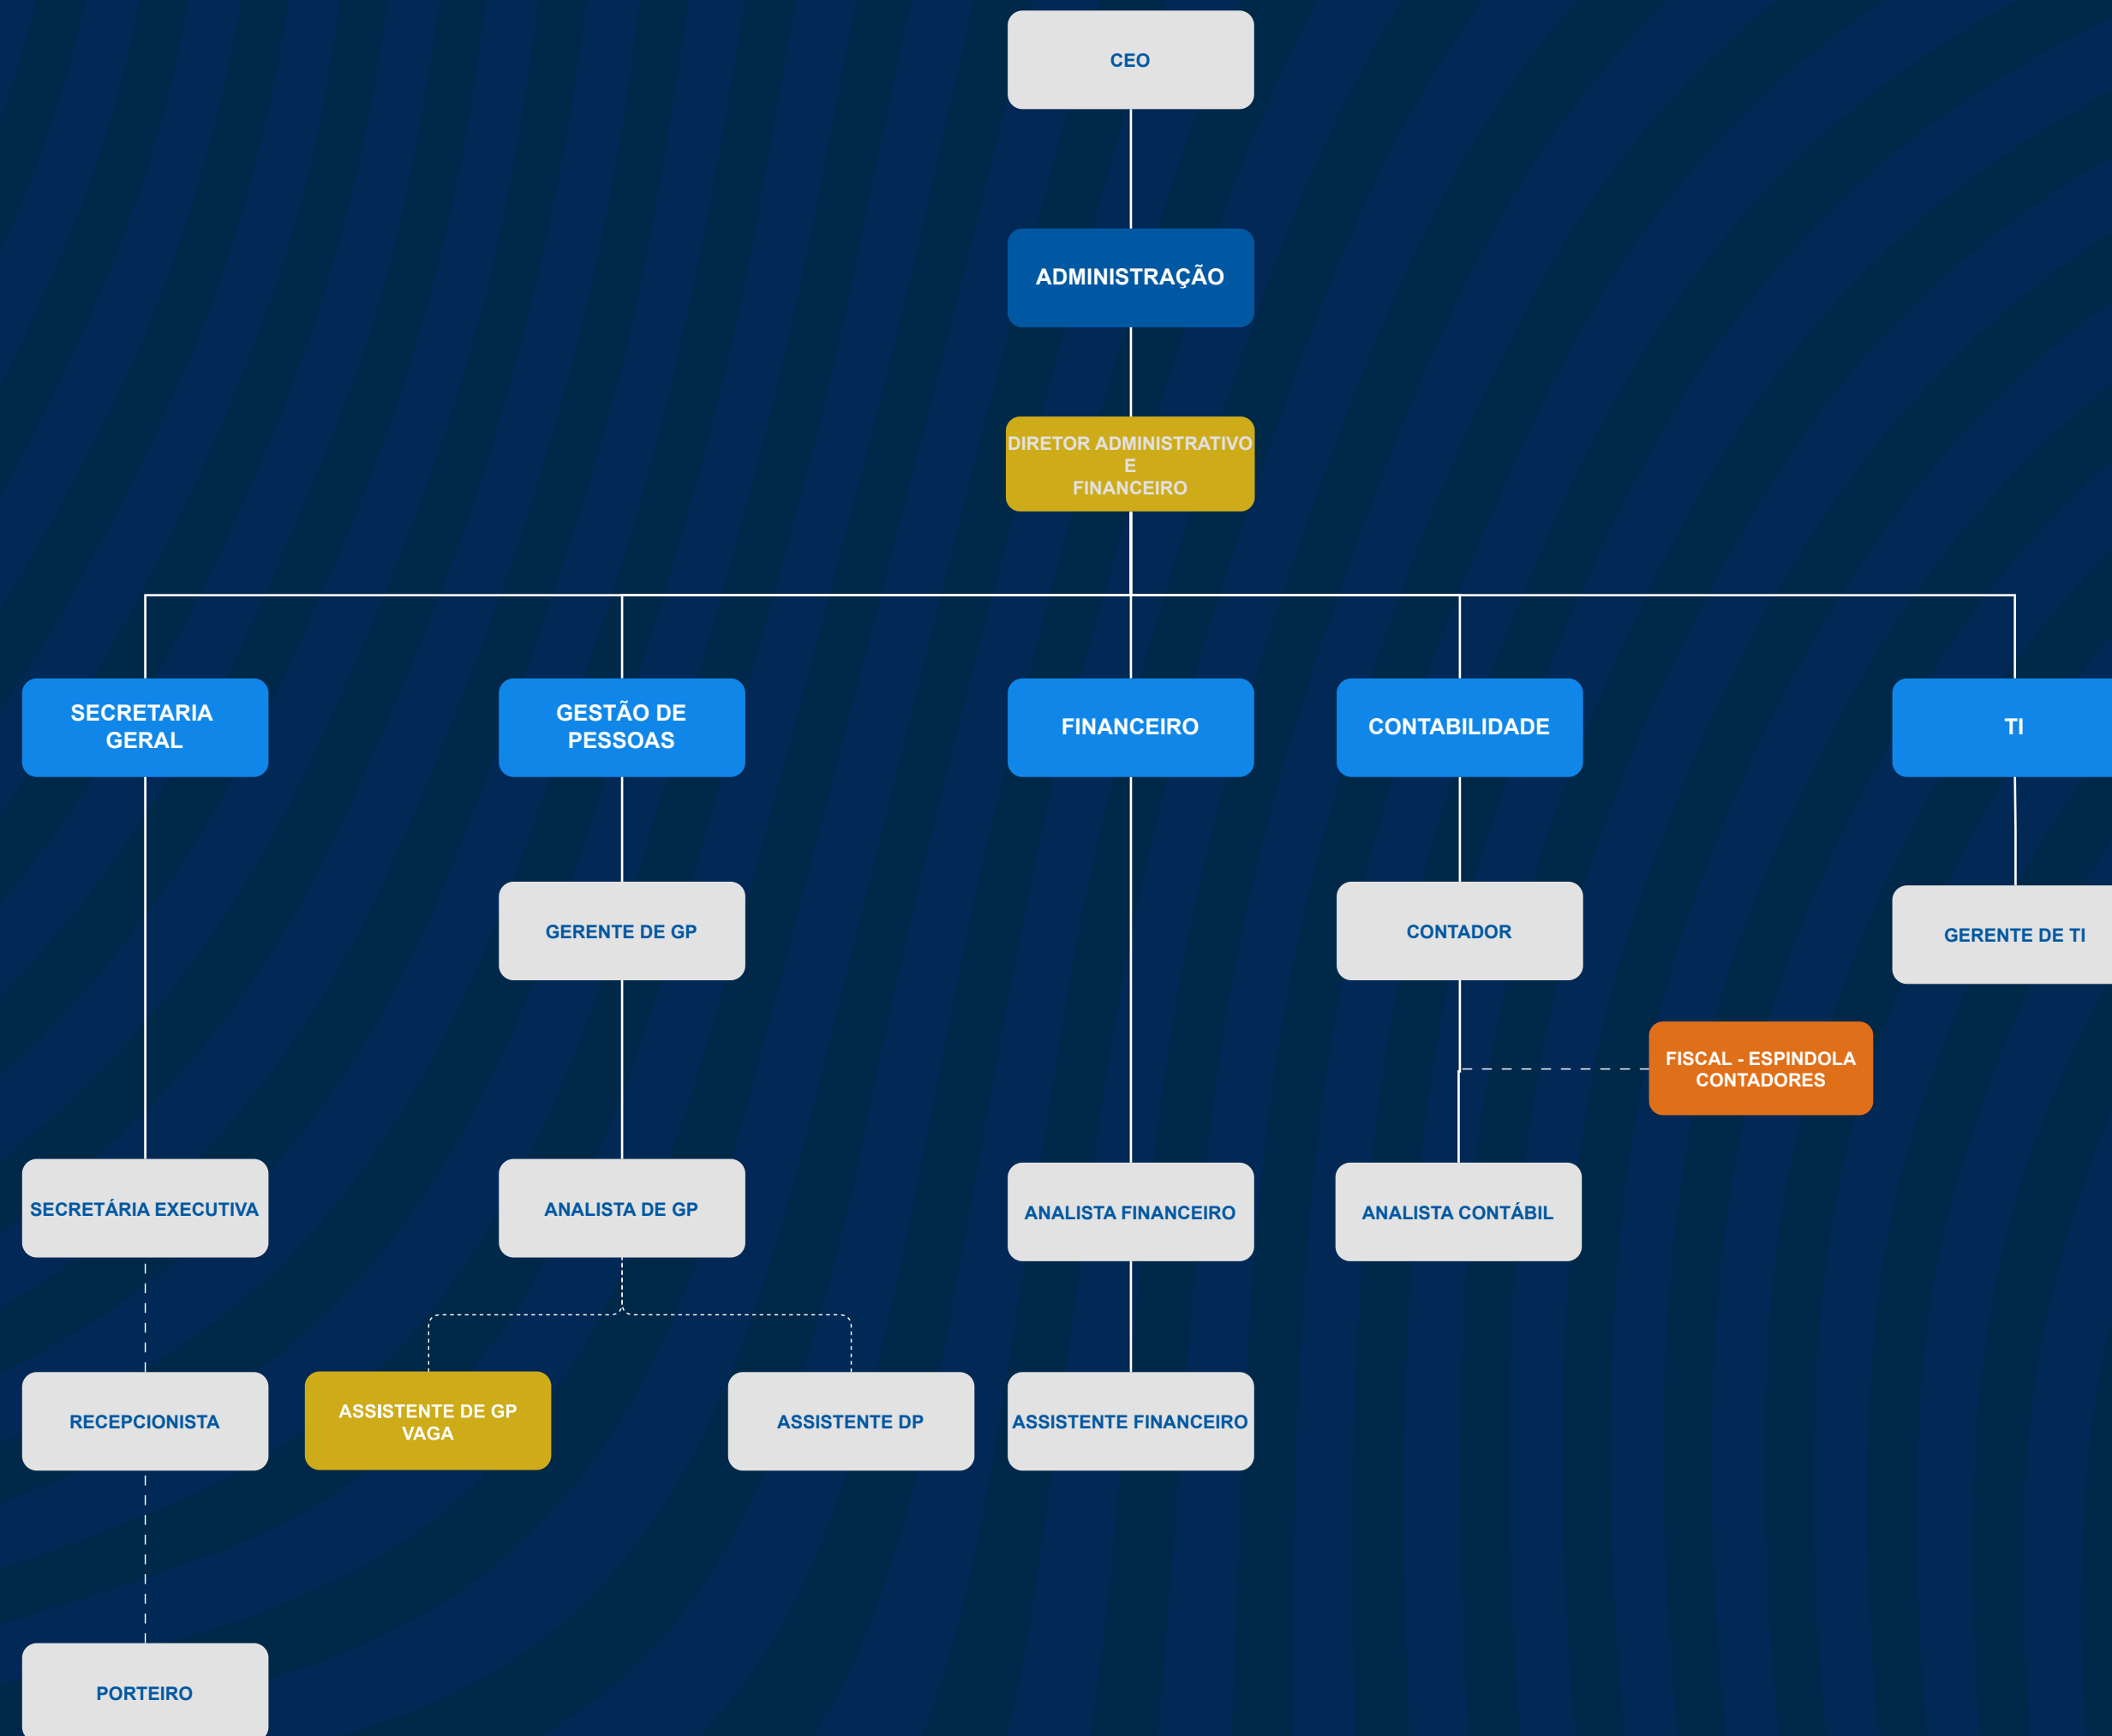 CEO
ADMINISTRAÇÃO
DIRETOR ADMINISTRATIVO
E
FINANCEIRO
SECRETARIA
GERAL
GESTÃO DE
PESSOAS
FINANCEIRO
CONTABILIDADE
TI
GERENTE DE GP
CONTADOR
GERENTE DE TI
FISCAL - ESPINDOLA
CONTADORES
SECRETÁRIA EXECUTIVA
ANALISTA DE GP
ANALISTA FINANCEIRO
ANALISTA CONTÁBIL
RECEPCIONISTA
ASSISTENTE DE GP
VAGA
ASSISTENTE DP
ASSISTENTE FINANCEIRO
PORTEIRO